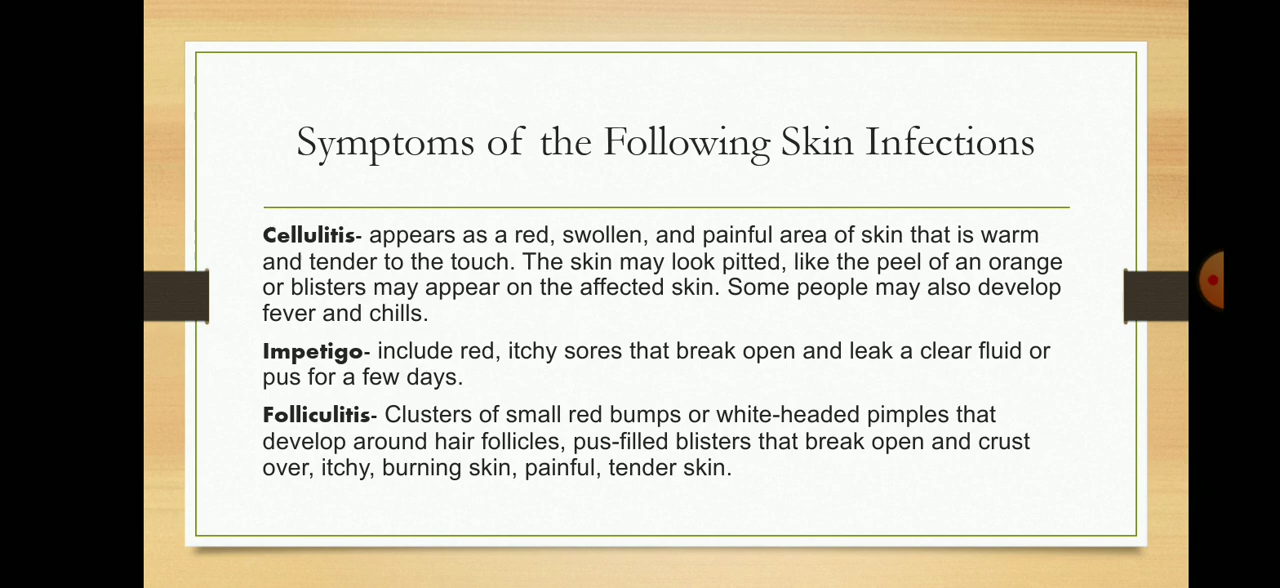 Symptoms of the Following Skin Infections
Cellulitis- appears as a red, swollen, and painful area of skin that is warm
and tender to the touch. The skin may look pitted, like the peel of an orange
or blisters may appear on the affected skin. Some people may also develop
fever and chills.
Impetigo- include red, itchy sores that break open and leak a clear fluid or
pus for a few days.
Folliculitis- Clusters of small red bumps or white-headed pimples that
develop around hair follicles, pus-filled blisters that break open and crust
over, itchy, burning skin, painful, tender skin.